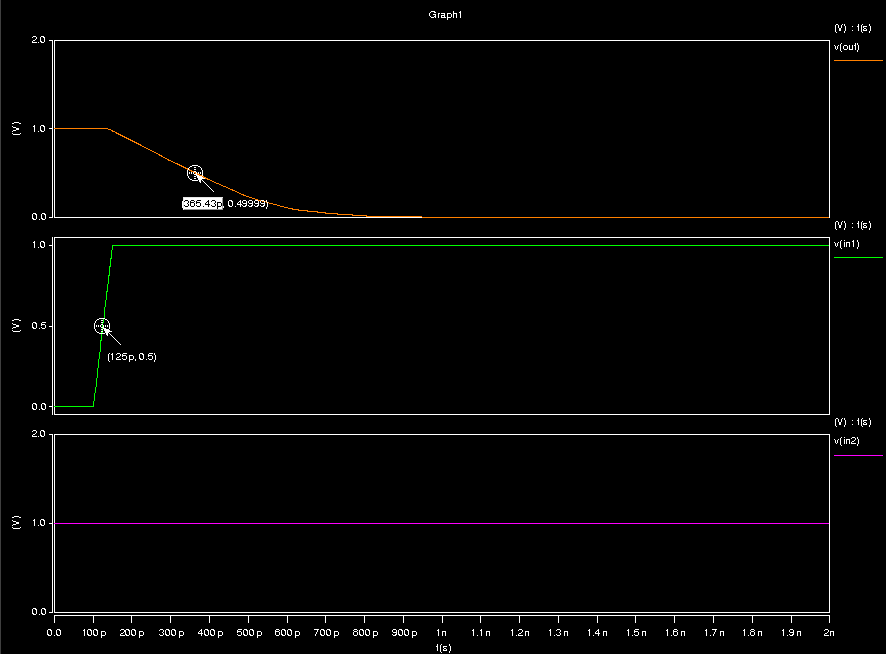 Graph1
(V) : t(s)
v(out)
2.0
1.0
0.0
(V)
(365.43p, 0.49999)
(V) : t(s)
v(in1)
1.0
0.5
0.0
(V)
(125p, 0.5)
(V) : t(s)
v(in2)
2.0
1.0
0.0
(V)
0.0 100p 200p 300p 400p 500p 600p 700p 800p 900p 1n 1.1n 1.2n 1.3n 1.4n 1.5n 1.6n 1.7n 1.8n 1.9n 2n
t(s)